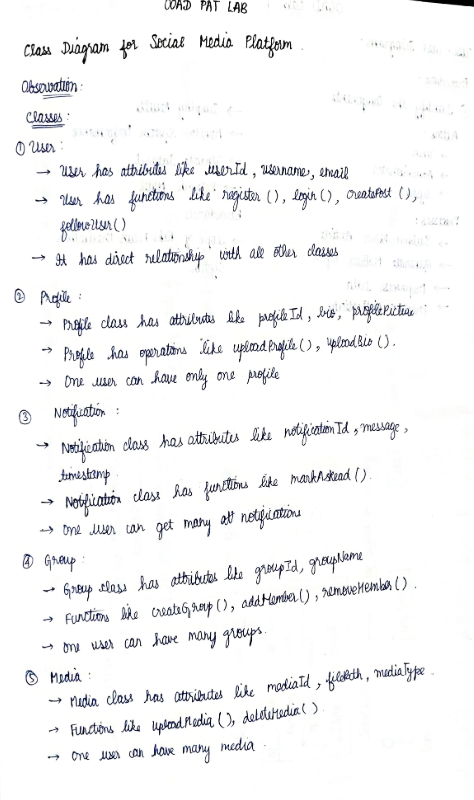 OOAD PAT LAB
Class Diagram for Social Media Platform.
Observation:
Classes:
① User:
→ User has attributes like userId, username, email
→ User has functions like register(), login(), createPost(),
followUser()
→ It has direct relationship with all other classes
② Profile:
→ Profile class has attributes like profileId, bio, profilePicture
→ Profile has operations like uploadProfile(), uploadBio().
→ One user can have only one profile
③ Notification:
→ Notification class has attributes like notificationId, message,
timestamp.
→ Notification class has functions like markAsRead().
→ One user can get many notifications
④ Group:
→ Group class has attributes like groupId, groupName
→ Functions like createGroup(), addMember(), removeMember().
→ One user can have many groups.
⑤ Media:
→ Media class has attributes like mediaId, filePath, mediaType.
→ Functions like uploadMedia(), deleteMedia().
→ One user can have many media.